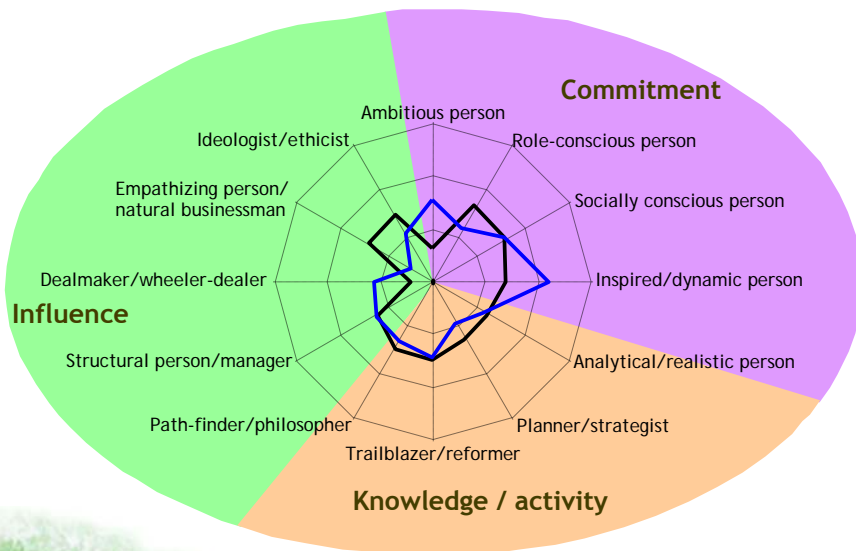 Commitment
Ambitious person
Ideologist/ethicist
Role-conscious person
Empathizing person/
natural businessman
Socially conscious person
Dealmaker/wheeler-dealer
Inspired/dynamic person
Influence
Structural person/manager
Analytical/realistic person
Path-finder/philosopher
Planner/strategist
Trailblazer/reformer
Knowledge / activity